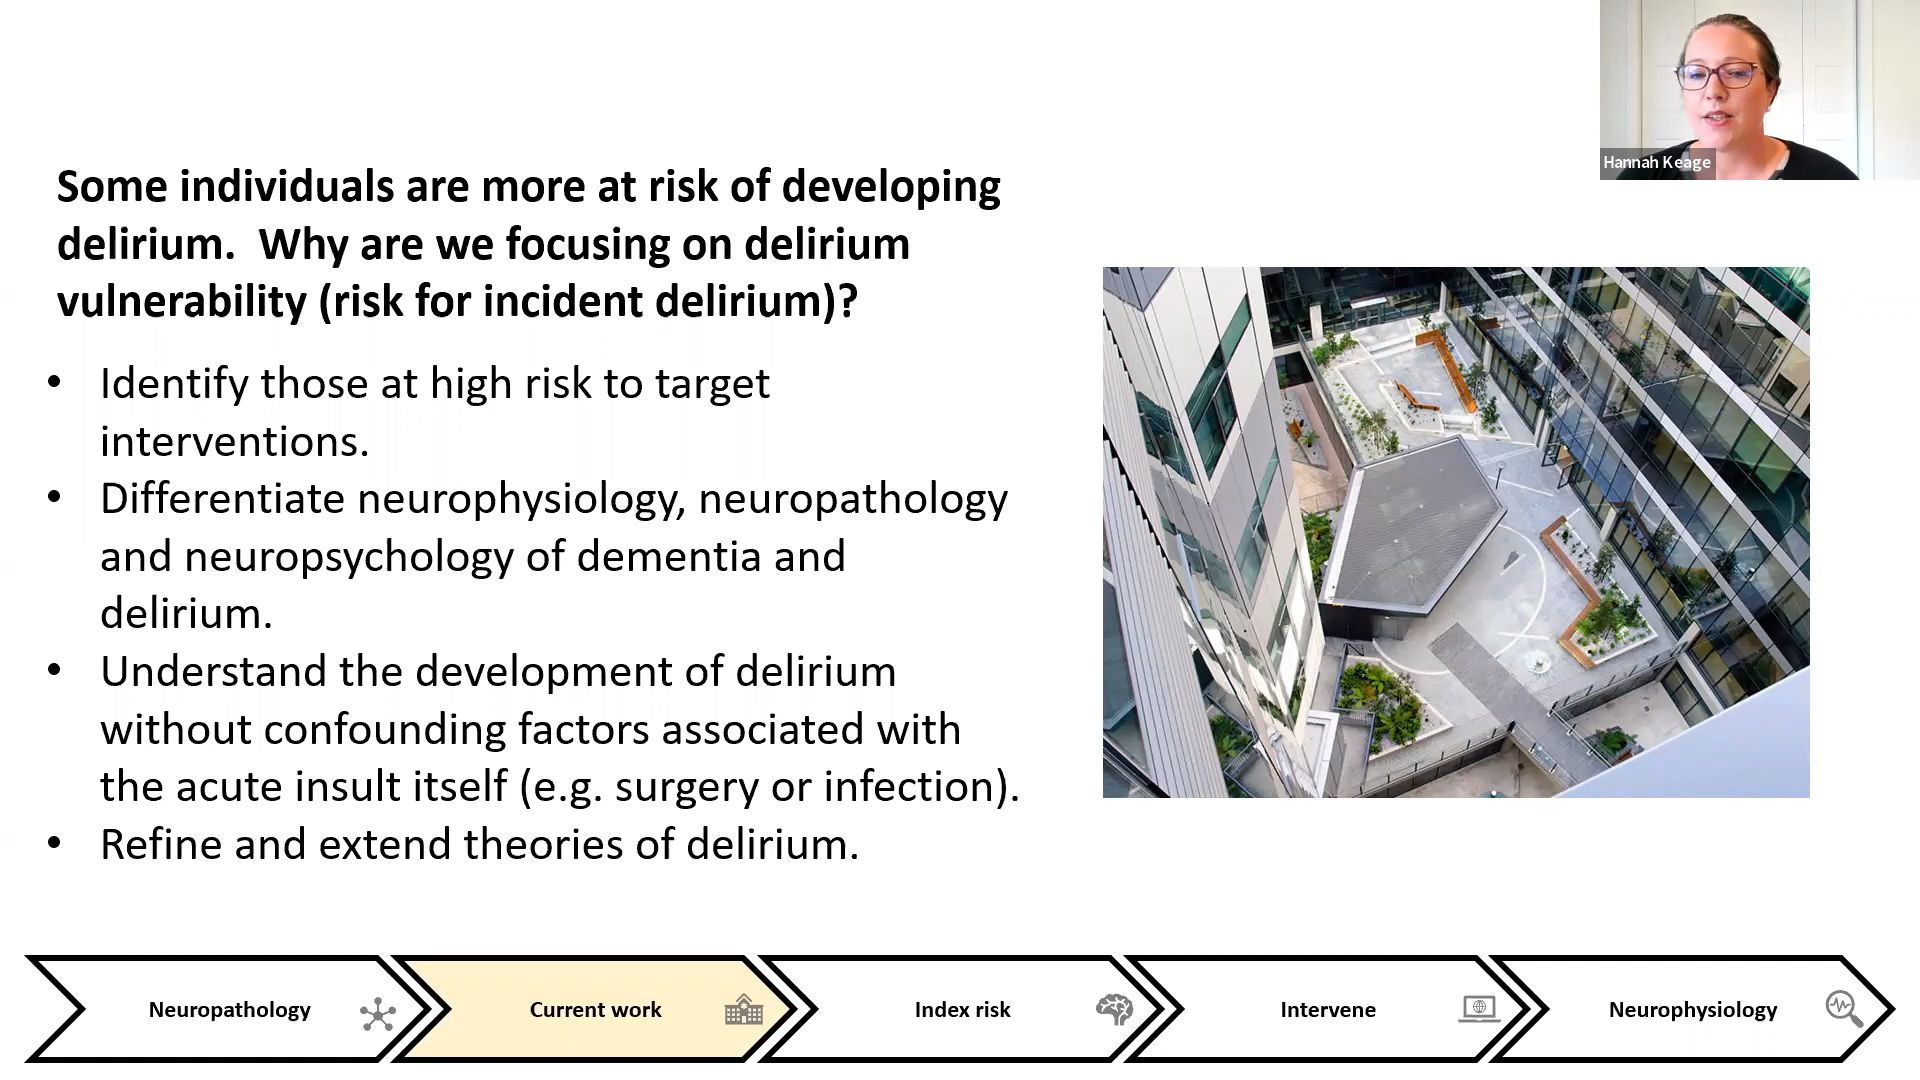 Hannah Keage
Some individuals are more at risk of developing
delirium.  Why are we focusing on delirium
vulnerability (risk for incident delirium)?
• Identify those at high risk to target
interventions.
• Differentiate neurophysiology, neuropathology
and neuropsychology of dementia and
delirium.
• Understand the development of delirium
without confounding factors associated with
the acute insult itself (e.g. surgery or infection).
• Refine and extend theories of delirium.
Neuropathology
Current work
Index risk
Intervene
Neurophysiology